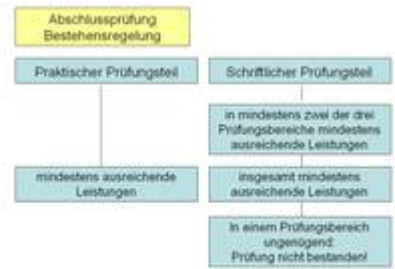 Abschlussprüfung
Bestehensregelung
Praktischer Prüfungsteil
Schriftlicher Prüfungsteil
in mindestens zwei der drei
Prüfungsbereiche mindestens
ausreichende Leistungen
mindestens ausreichende
Leistungen
insgesamt mindestens
ausreichende Leistungen
In einem Prüfungsbereich
ungenügend:
Prüfung nicht bestanden!